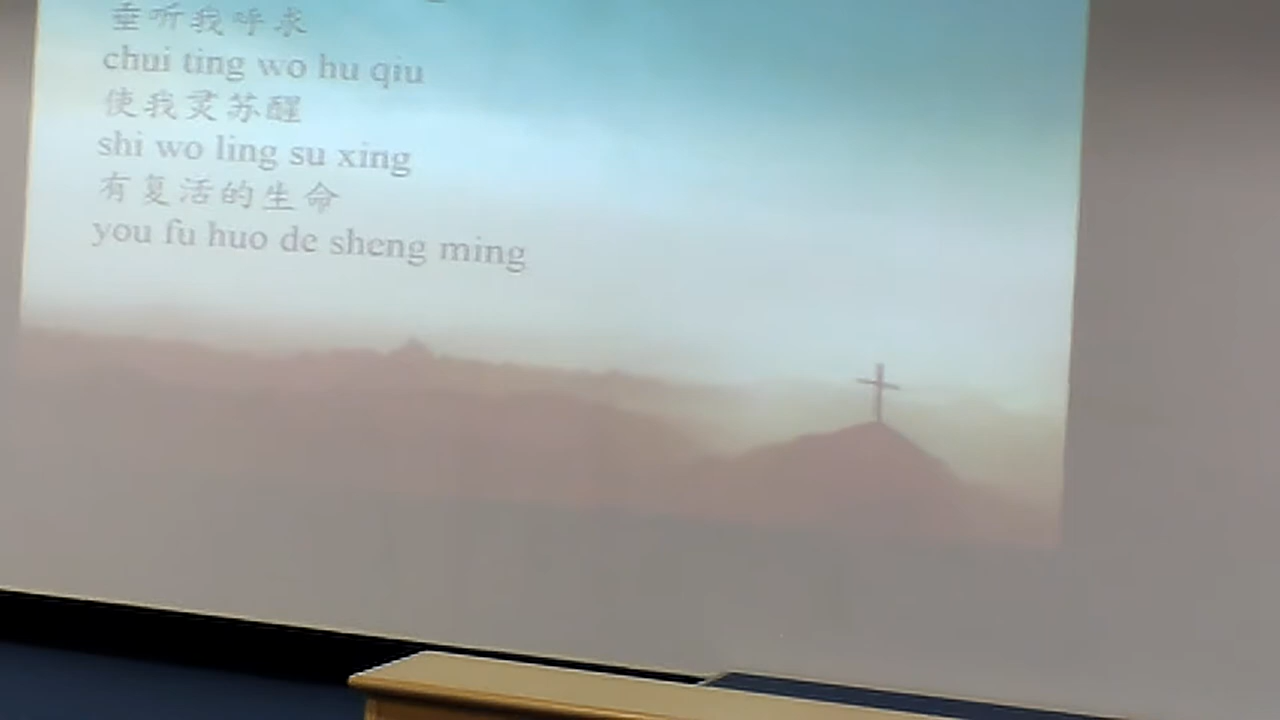 垂听我呼求
chui ting wo hu qiu
使我灵苏醒
shi wo ling su xing
有复活的生命
you fu huo de sheng ming